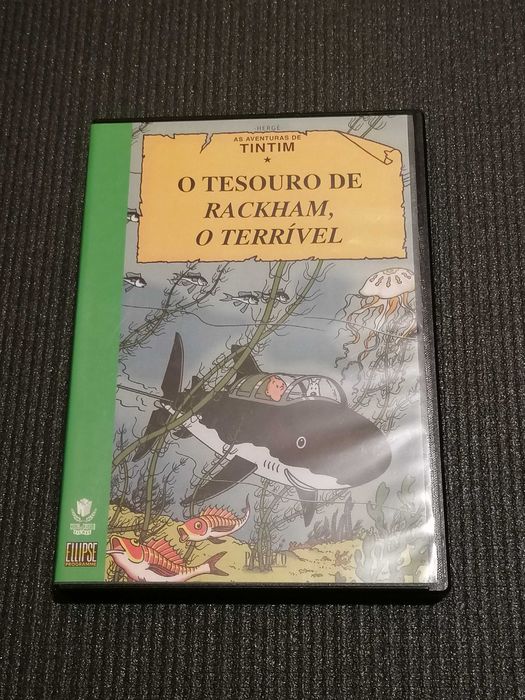 HERGÉ
AS AVENTURAS DE
TINTIM
O TESOURO DE
RACKHAM,
O TERRÍVEL
ELLIPSE
PROGRAMME